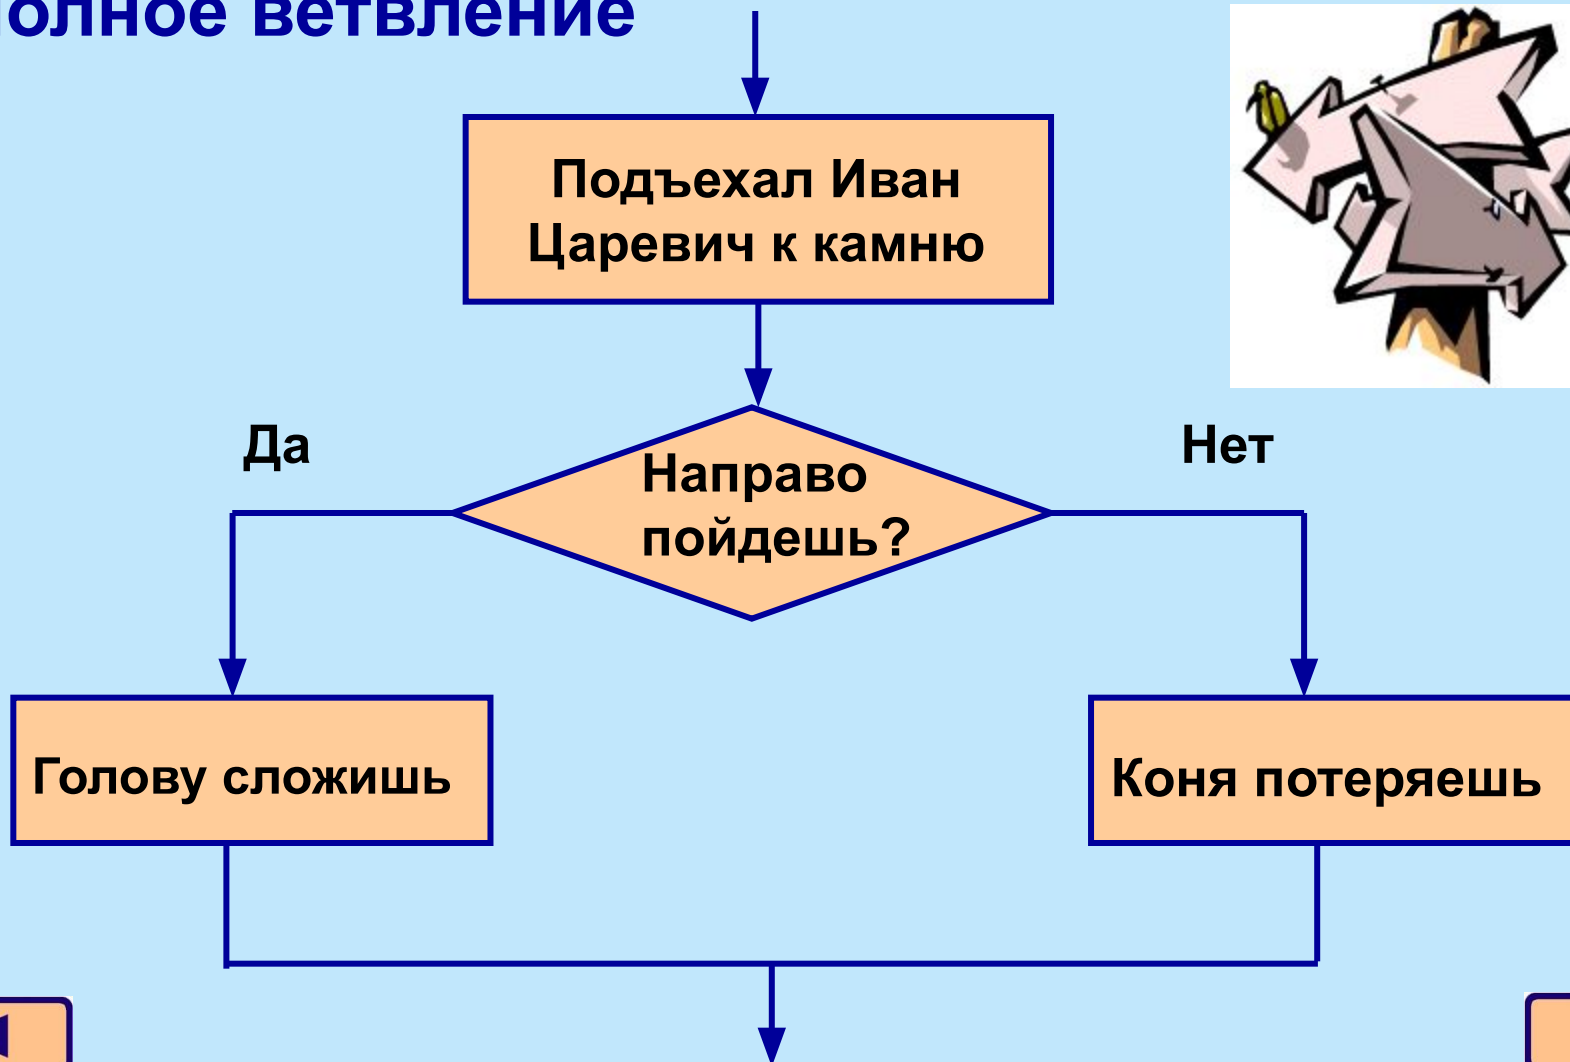 олное ветвление
Подъехал Иван
Царевич к камню
Да
Нет
Направо
пойдешь?
Голову сложишь
Коня потеряешь